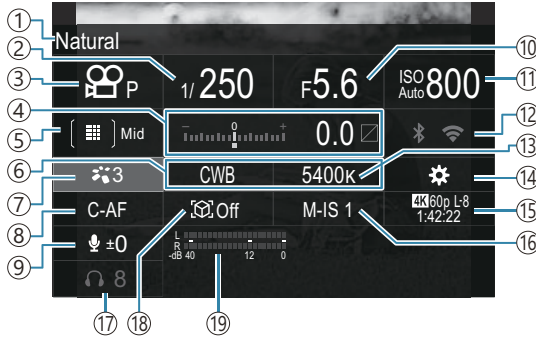 ① Natural
② 1/250
③ P
F5.6 ⑩
ISO Auto 800 ⑪
④ − 0 + 0.0
⑤ Mid
⑫
⑥ CWB 5400K ⑬
⑦ 3
⑭
⑧ C-AF
Off
M-IS 1
4K 60p L-8 ⑮
1:42:22
⑨ ±0
L
R
-dB 40 12 0
⑯
8
⑰ ⑱ ⑲